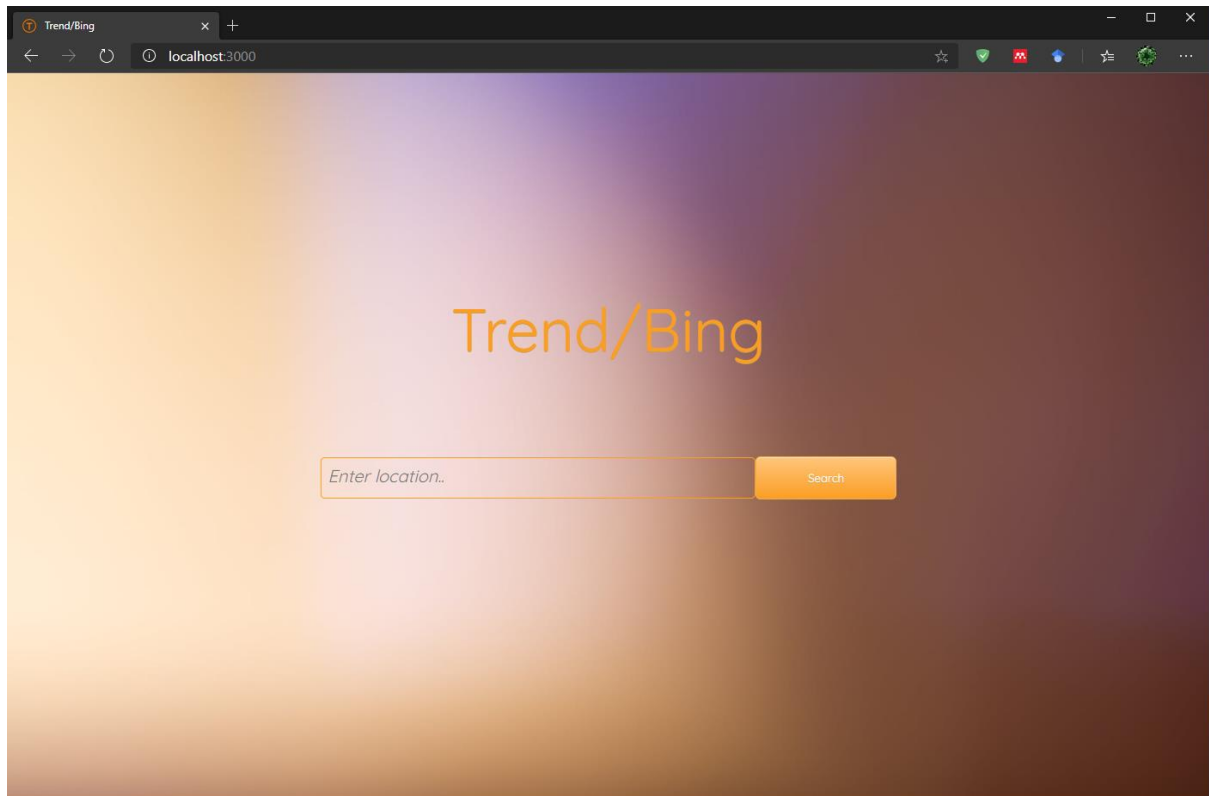 Trend/Bing
localhost:3000
Trend/Bing
Enter location..
Search